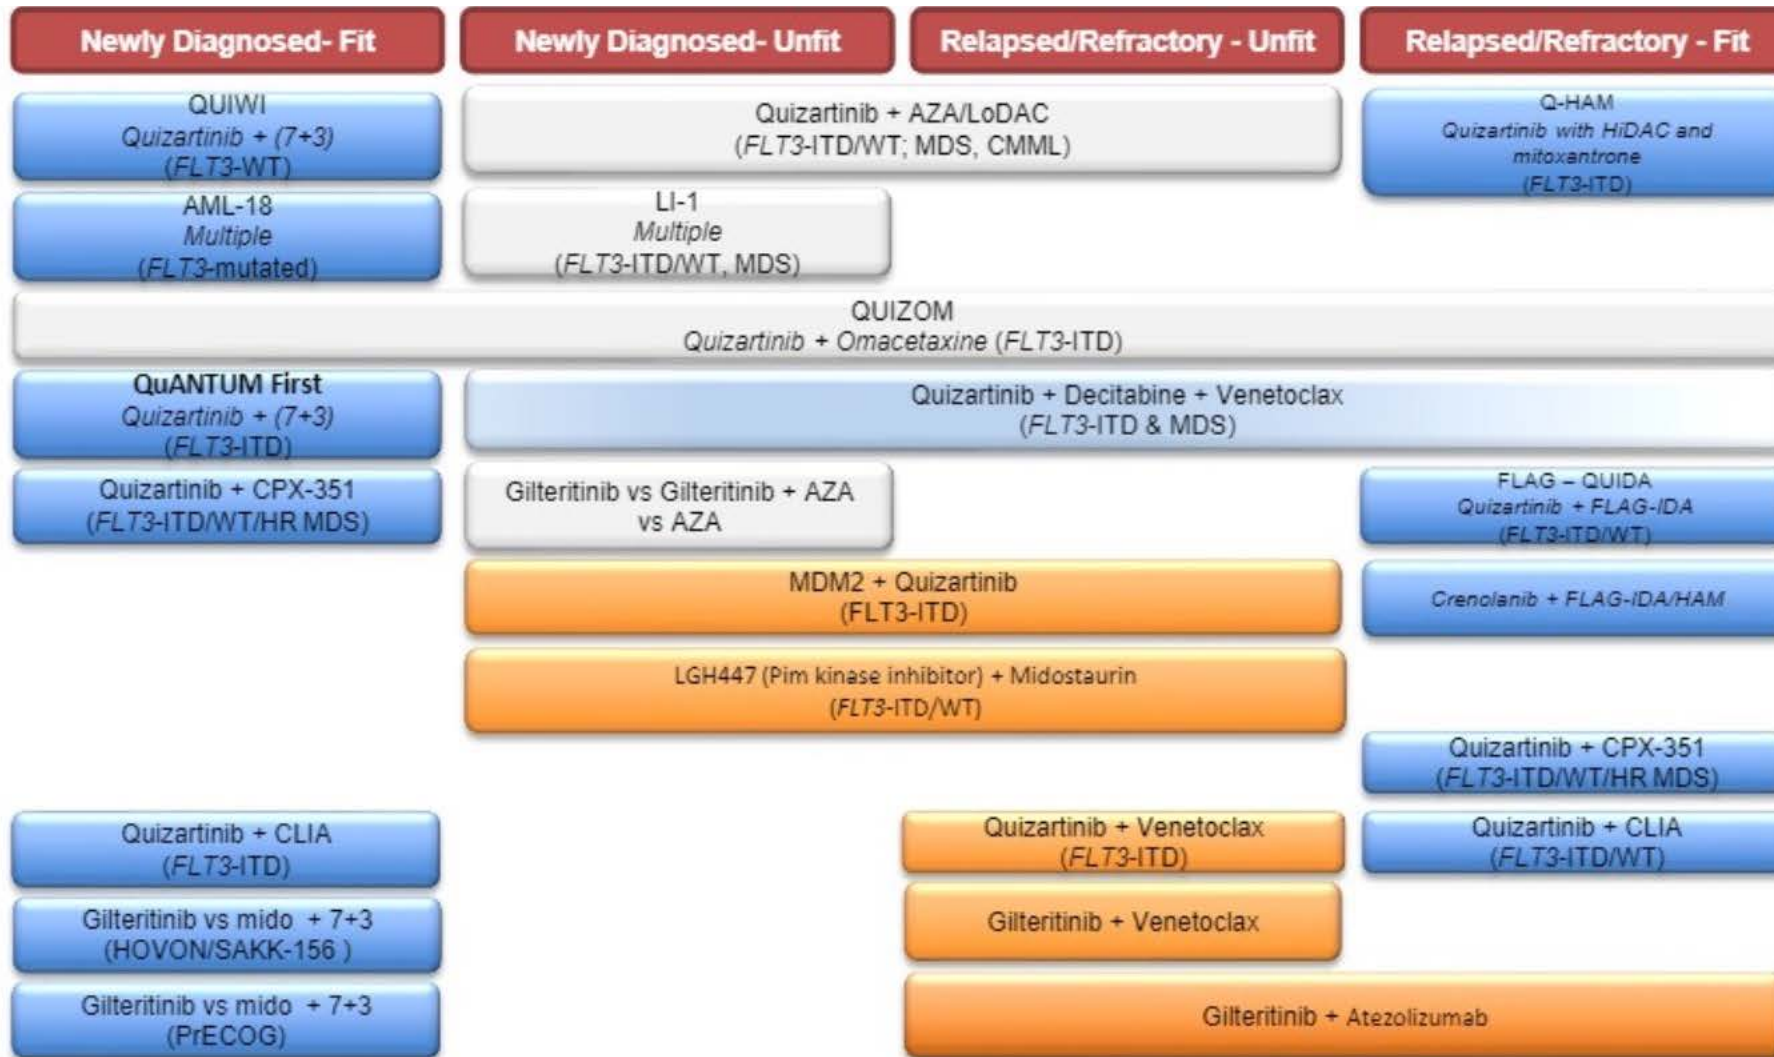 Newly Diagnosed- Fit
Newly Diagnosed- Unfit
Relapsed/Refractory - Unfit
Relapsed/Refractory - Fit
QUIWI
Quizartinib + (7+3)
(FLT3-WT)
Quizartinib + AZA/LoDAC
(FLT3-ITD/WT; MDS, CMML)
Q-HAM
Quizartinib with HiDAC and
mitoxantrone
(FLT3-ITD)
AML-18
Multiple
(FLT3-mutated)
LI-1
Multiple
(FLT3-ITD/WT, MDS)
QUIZOM
Quizartinib + Omacetaxine (FLT3-ITD)
QuANTUM First
Quizartinib + (7+3)
(FLT3-ITD)
Quizartinib + Decitabine + Venetoclax
(FLT3-ITD & MDS)
Quizartinib + CPX-351
(FLT3-ITD/WT/HR MDS)
Gilteritinib vs Gilteritinib + AZA
vs AZA
FLAG – QUIDA
Quizartinib + FLAG-IDA
(FLT3-ITD/WT)
MDM2 + Quizartinib
(FLT3-ITD)
Crenolanib + FLAG-IDA/HAM
LGH447 (Pim kinase inhibitor) + Midostaurin
(FLT3-ITD/WT)
Quizartinib + CPX-351
(FLT3-ITD/WT/HR MDS)
Quizartinib + CLIA
(FLT3-ITD)
Quizartinib + Venetoclax
(FLT3-ITD)
Quizartinib + CLIA
(FLT3-ITD/WT)
Gilteritinib vs mido + 7+3
(HOVON/SAKK-156 )
Gilteritinib + Venetoclax
Gilteritinib vs mido + 7+3
(PrECOG)
Gilteritinib + Atezolizumab